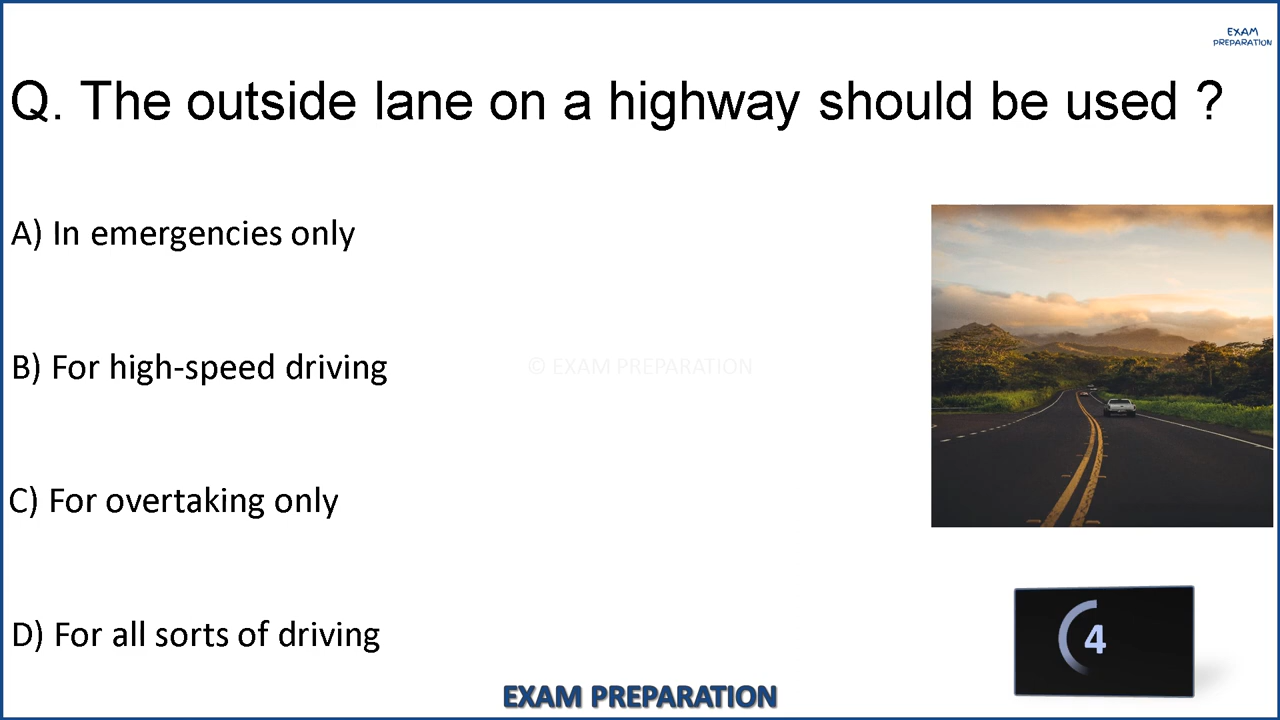 EXAM
PREPARATION
Q. The outside lane on a highway should be used ?
A) In emergencies only
B) For high-speed driving
© EXAM PREPARATION
C) For overtaking only
D) For all sorts of driving
4
EXAM PREPARATION